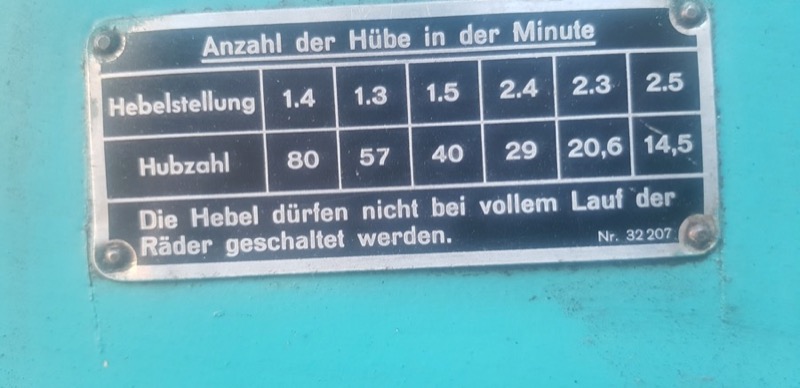 Anzahl der Hübe in der Minute
Hebelstellung 1.4 1.3 1.5 2.4 2.3 2.5
Hubzahl 80 57 40 29 20,6 14,5
Die Hebel dürfen nicht bei vollem Lauf der
Räder geschaltet werden. Nr. 32 207